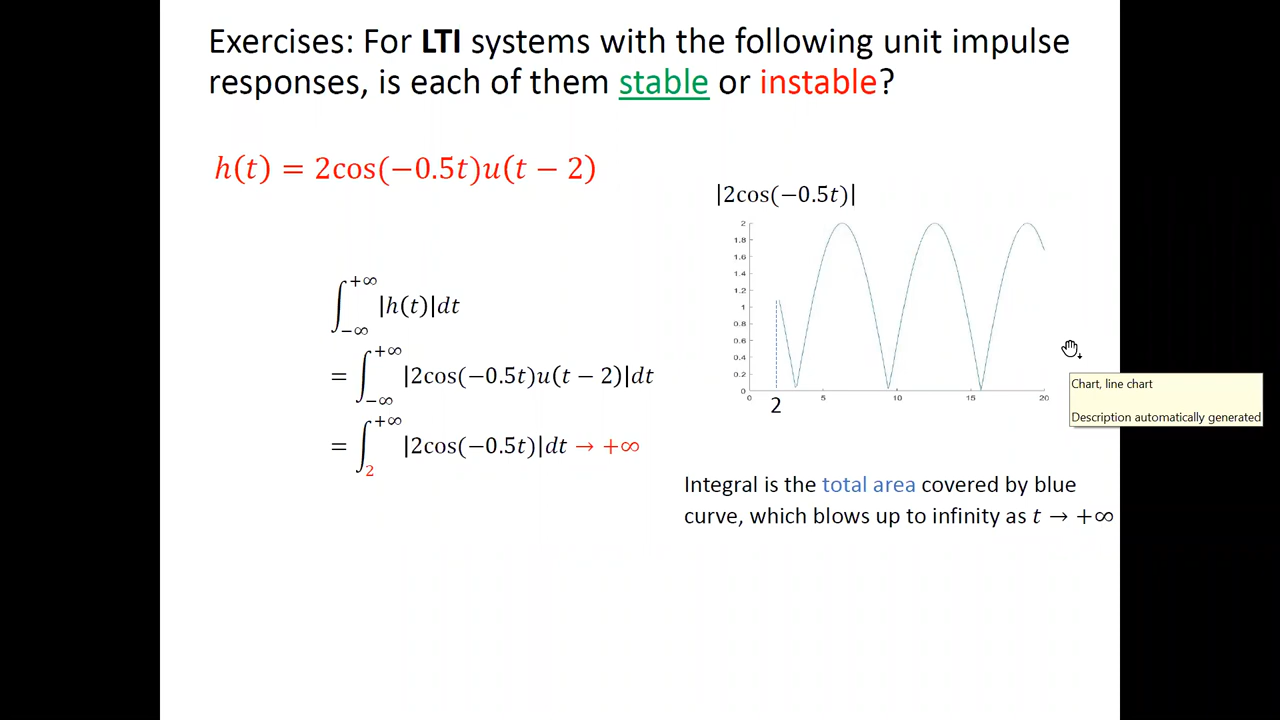 Exercises: For LTI systems with the following unit impulse
responses, is each of them stable or instable?
h(t) = 2cos(−0.5t)u(t − 2)
|2cos(−0.5t)|
2
1.8
1.6
1.4
1.2
1
0.8
0.6
0.4
0.2
0
0 5 10 15 20
2
∫_{−∞}^{+∞} |h(t)|dt
= ∫_{−∞}^{+∞} |2cos(−0.5t)u(t − 2)|dt
= ∫_{2}^{+∞} |2cos(−0.5t)|dt → +∞
Chart, line chart
Description automatically generated
Integral is the total area covered by blue
curve, which blows up to infinity as t → +∞